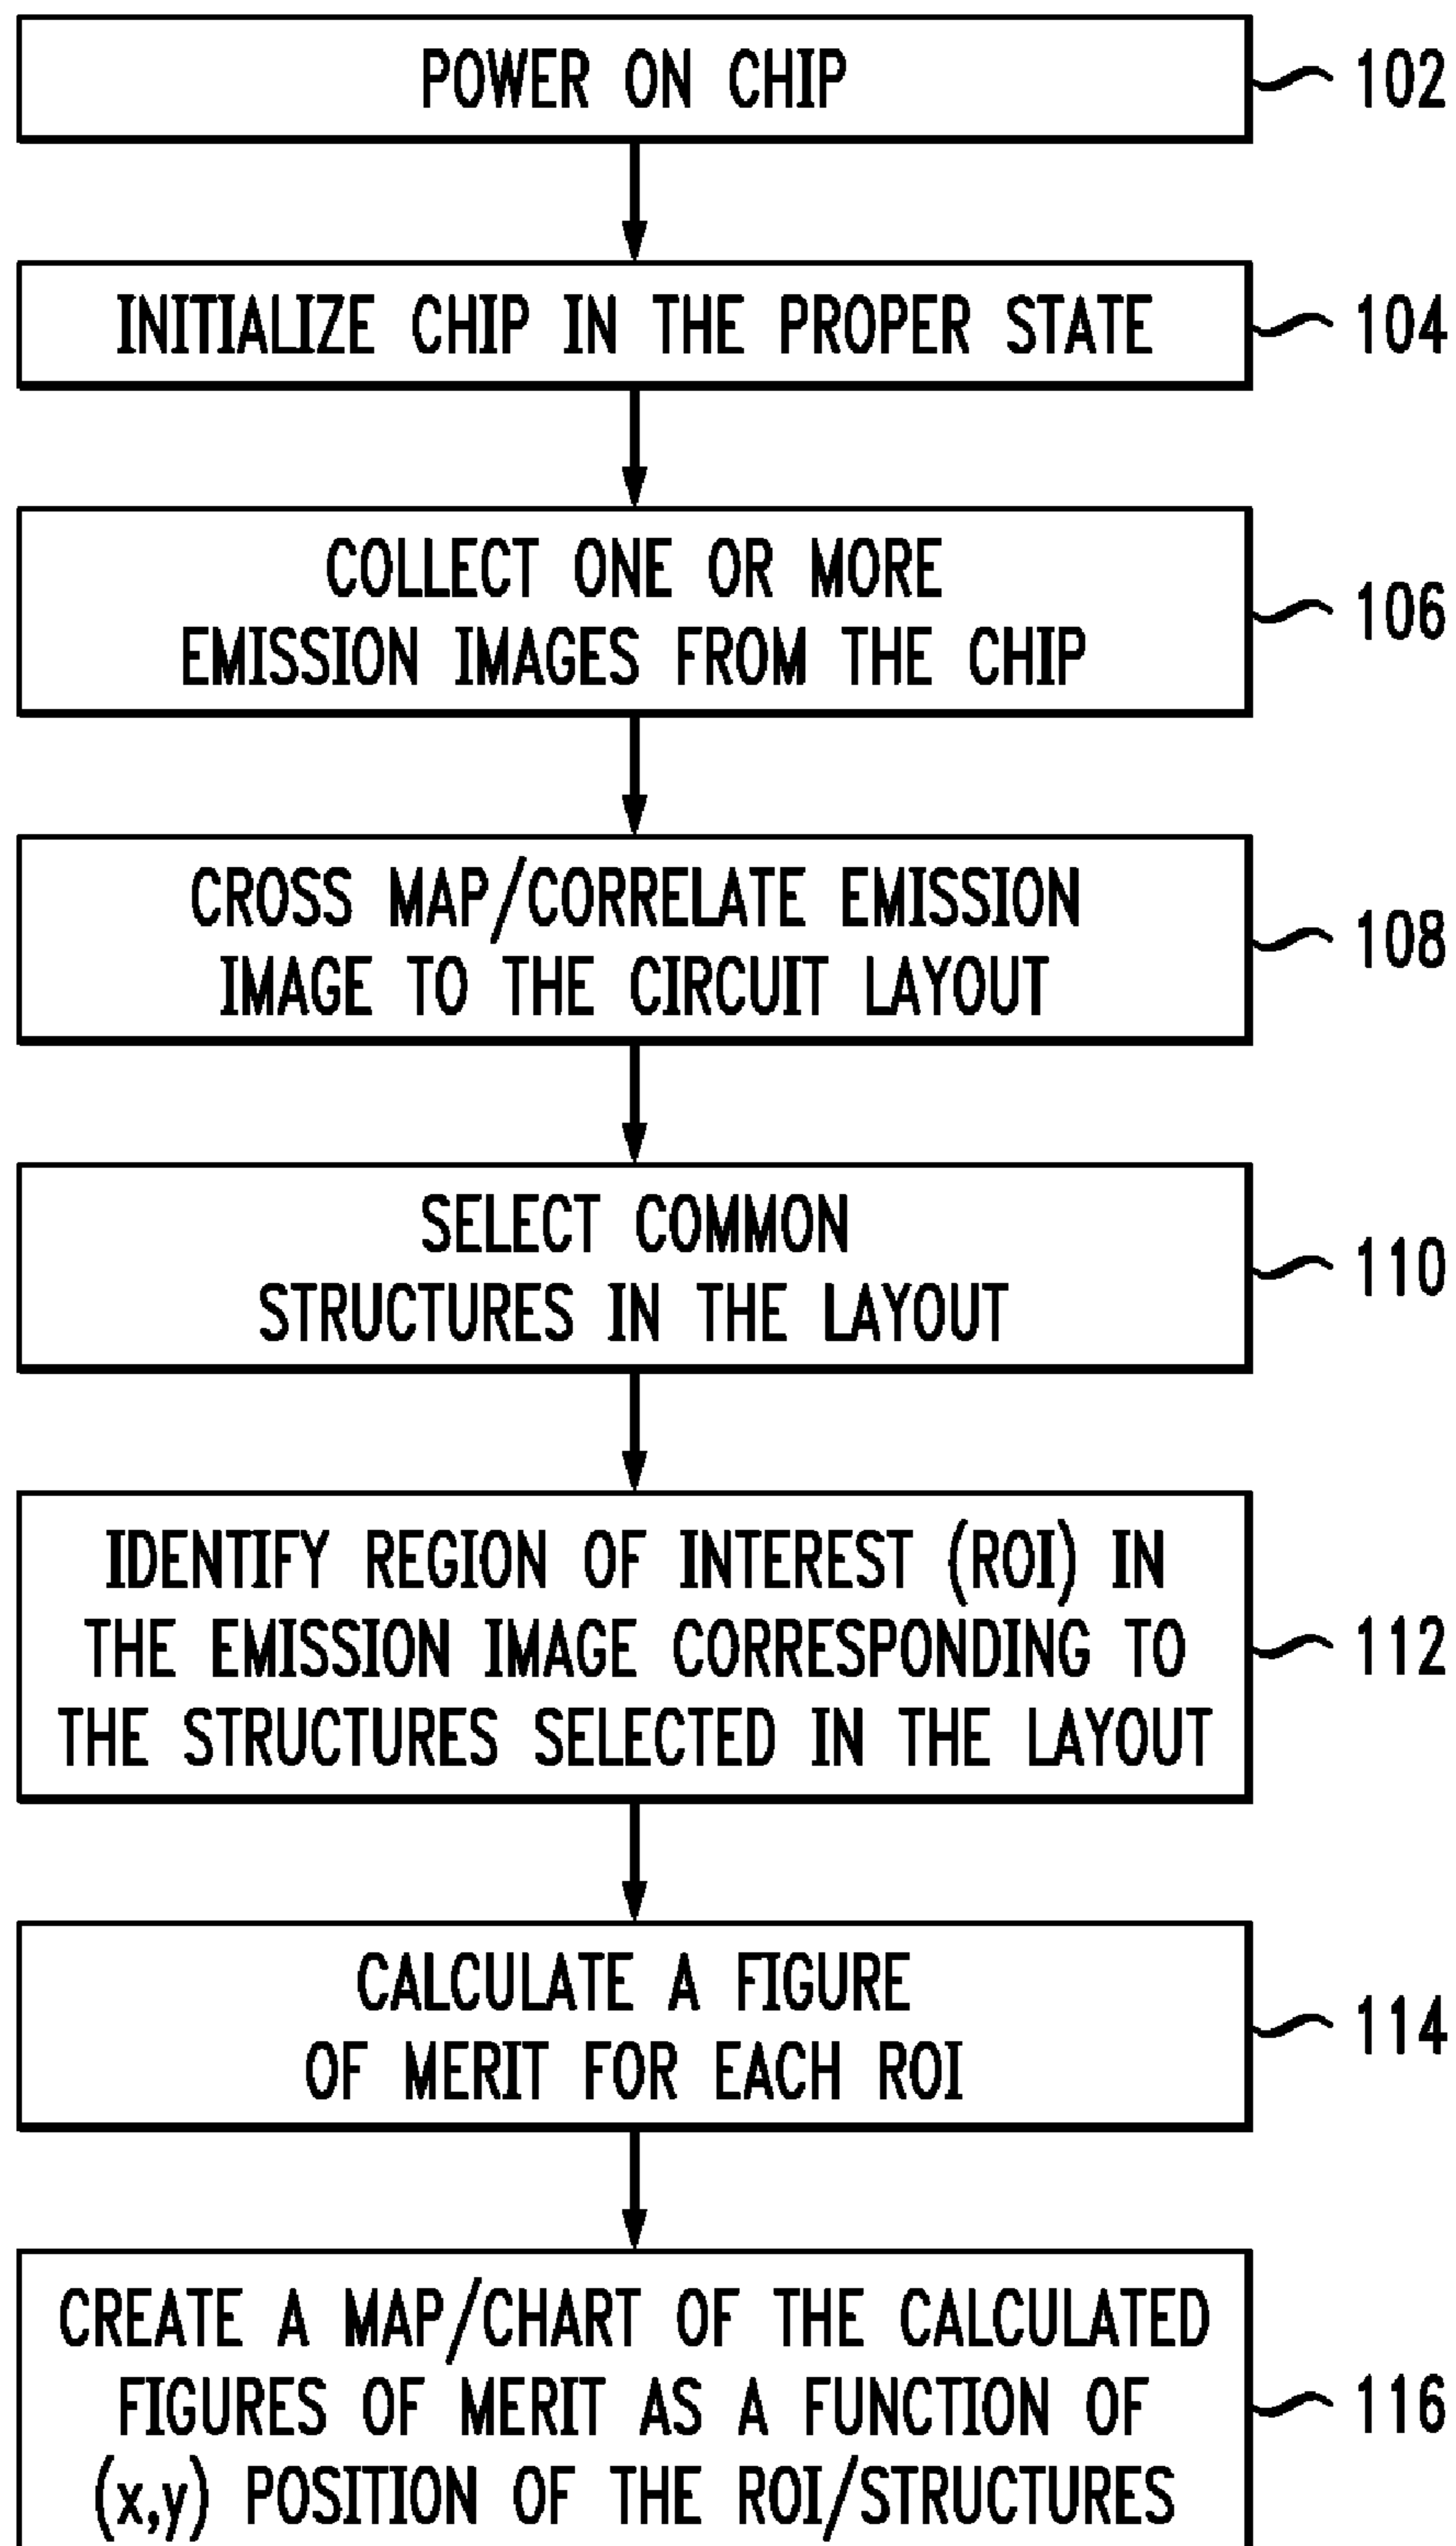 POWER ON CHIP
102
INITIALIZE CHIP IN THE PROPER STATE
104
COLLECT ONE OR MORE
EMISSION IMAGES FROM THE CHIP
106
CROSS MAP/CORRELATE EMISSION
IMAGE TO THE CIRCUIT LAYOUT
108
SELECT COMMON
STRUCTURES IN THE LAYOUT
110
IDENTIFY REGION OF INTEREST (ROI) IN
THE EMISSION IMAGE CORRESPONDING TO
THE STRUCTURES SELECTED IN THE LAYOUT
112
CALCULATE A FIGURE
OF MERIT FOR EACH ROI
114
CREATE A MAP/CHART OF THE CALCULATED
FIGURES OF MERIT AS A FUNCTION OF
(x,y) POSITION OF THE ROI/STRUCTURES
116